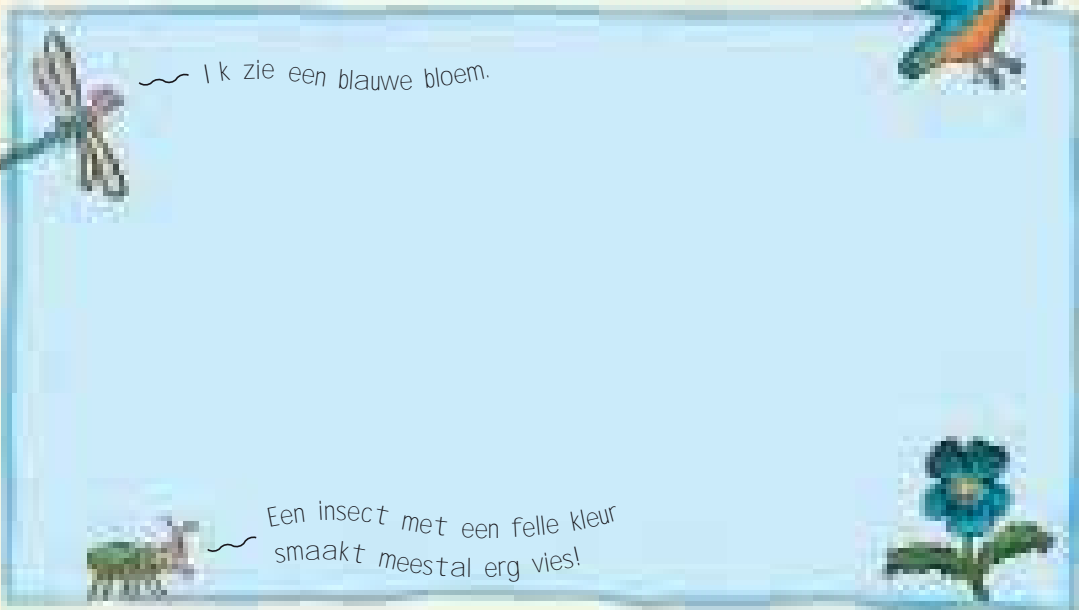 Ik zie een blauwe bloem.
Een insect met een felle kleur
smaakt meestal erg vies!